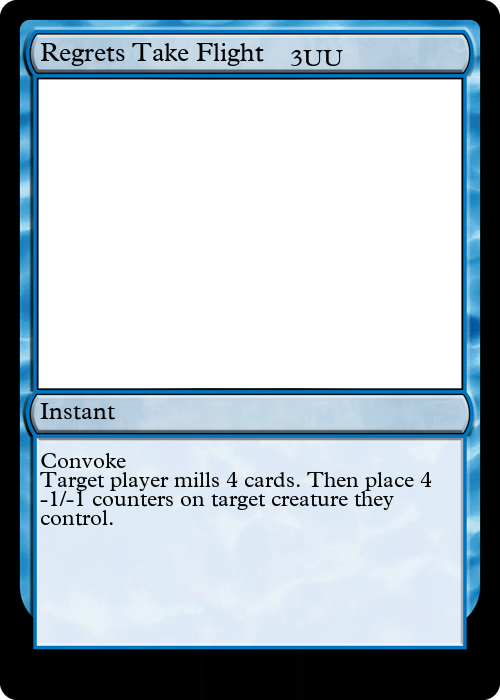 Regrets Take Flight 3UU
Instant
Convoke
Target player mills 4 cards. Then place 4
-1/-1 counters on target creature they
control.